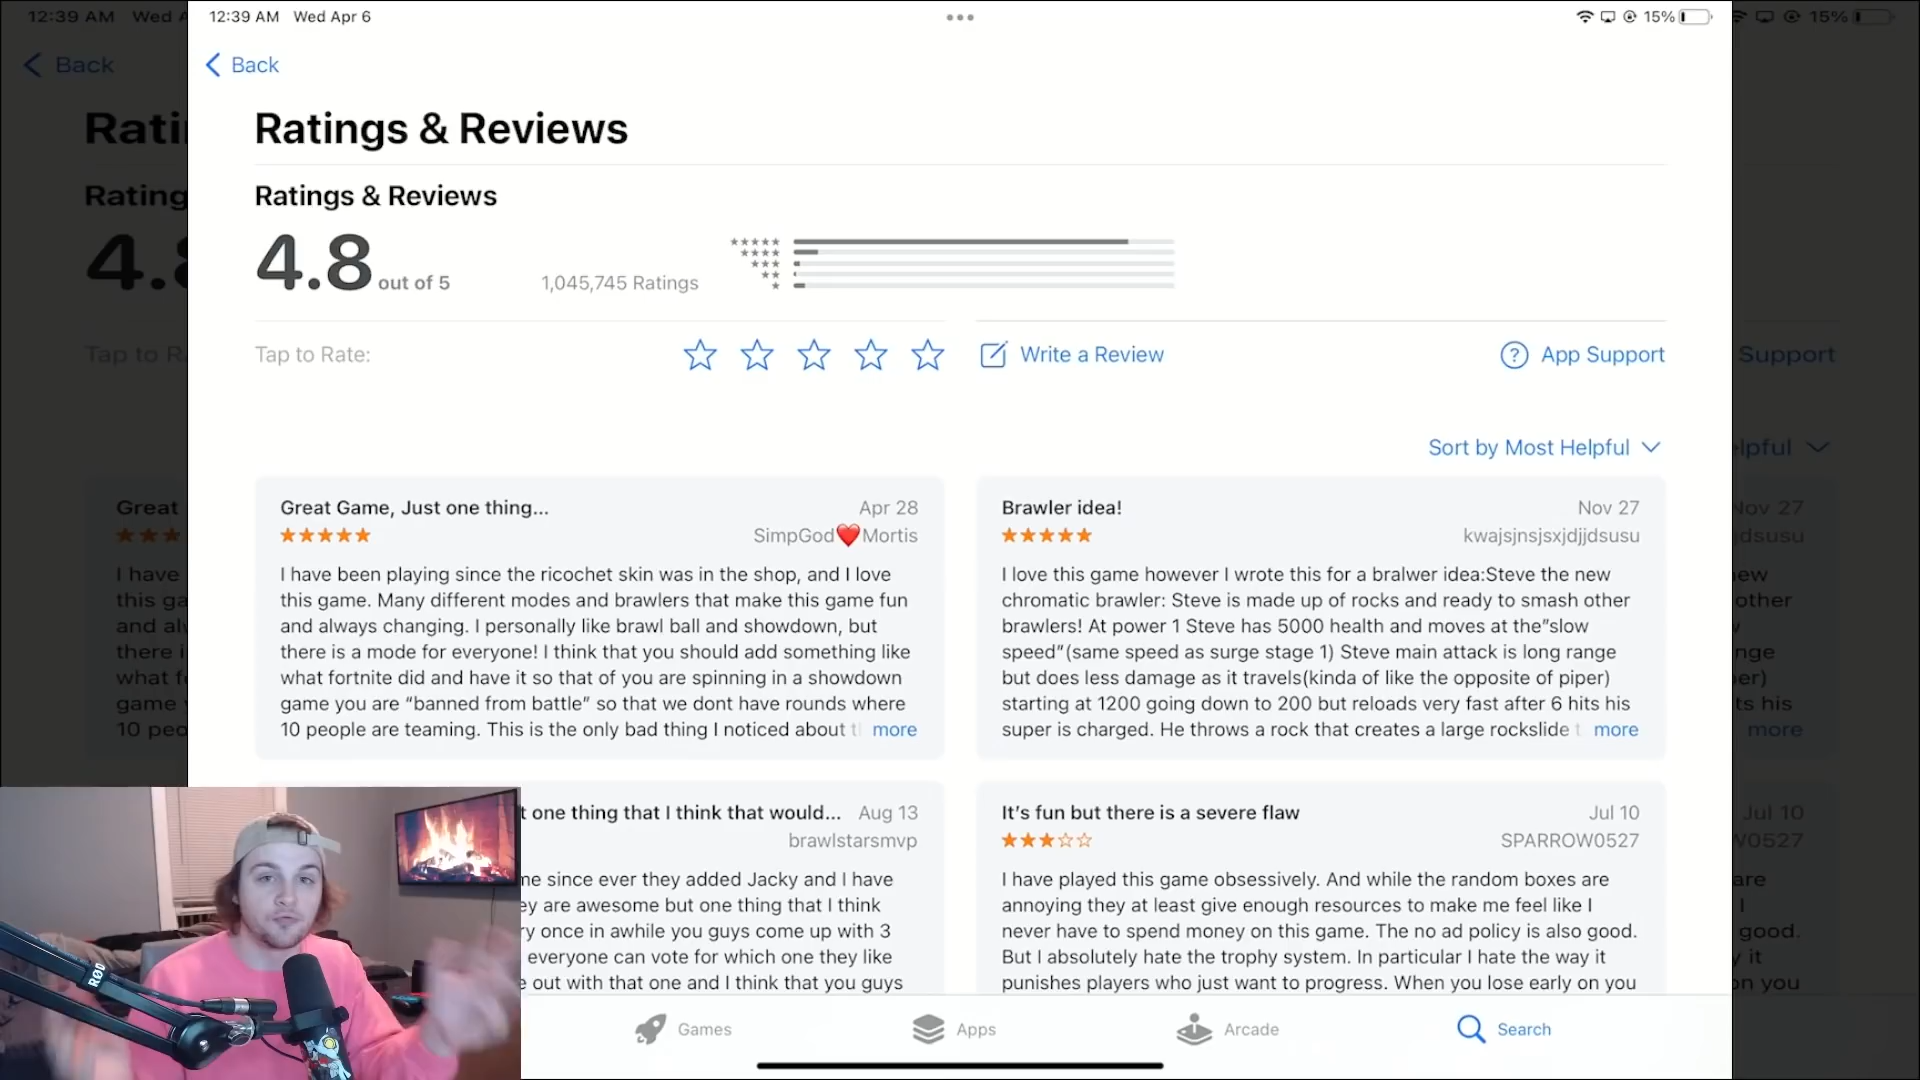 12:39 AM Wed Apr 6
15%
Back
Ratings & Reviews
Ratings & Reviews
4.8 out of 5
1,045,745 Ratings
Tap to Rate:
Write a Review
App Support
Sort by Most Helpful
Great Game, Just one thing...
Apr 28
SimpGod❤️Mortis
I have been playing since the ricochet skin was in the shop, and I love
this game. Many different modes and brawlers that make this game fun
and always changing. I personally like brawl ball and showdown, but
there is a mode for everyone! I think that you should add something like
what fortnite did and have it so that of you are spinning in a showdown
game you are “banned from battle” so that we dont have rounds where
10 people are teaming. This is the only bad thing I noticed about
more
Brawler idea!
Nov 27
kwajsjnsjsxjdjjdsusu
I love this game however I wrote this for a bralwer idea:Steve the new
chromatic brawler: Steve is made up of rocks and ready to smash other
brawlers! At power 1 Steve has 5000 health and moves at the”slow
speed”(same speed as surge stage 1) Steve main attack is long range
but does less damage as it travels(kinda of like the opposite of piper)
starting at 1200 going down to 200 but reloads very fast after 6 hits his
super is charged. He throws a rock that creates a large rockslide
more
t one thing that I think that would...
Aug 13
brawlstarsmvp
me since ever they added Jacky and I have
ey are awesome but one thing that I think
ry once in awhile you guys come up with 3
everyone can vote for which one they like
out with that one and I think that you guys
It’s fun but there is a severe flaw
Jul 10
SPARROW0527
I have played this game obsessively. And while the random boxes are
annoying they at least give enough resources to make me feel like I
never have to spend money on this game. The no ad policy is also good.
But I absolutely hate the trophy system. In particular I hate the way it
punishes players who just want to progress. When you lose early on you
Games
Apps
Arcade
Search
RØD